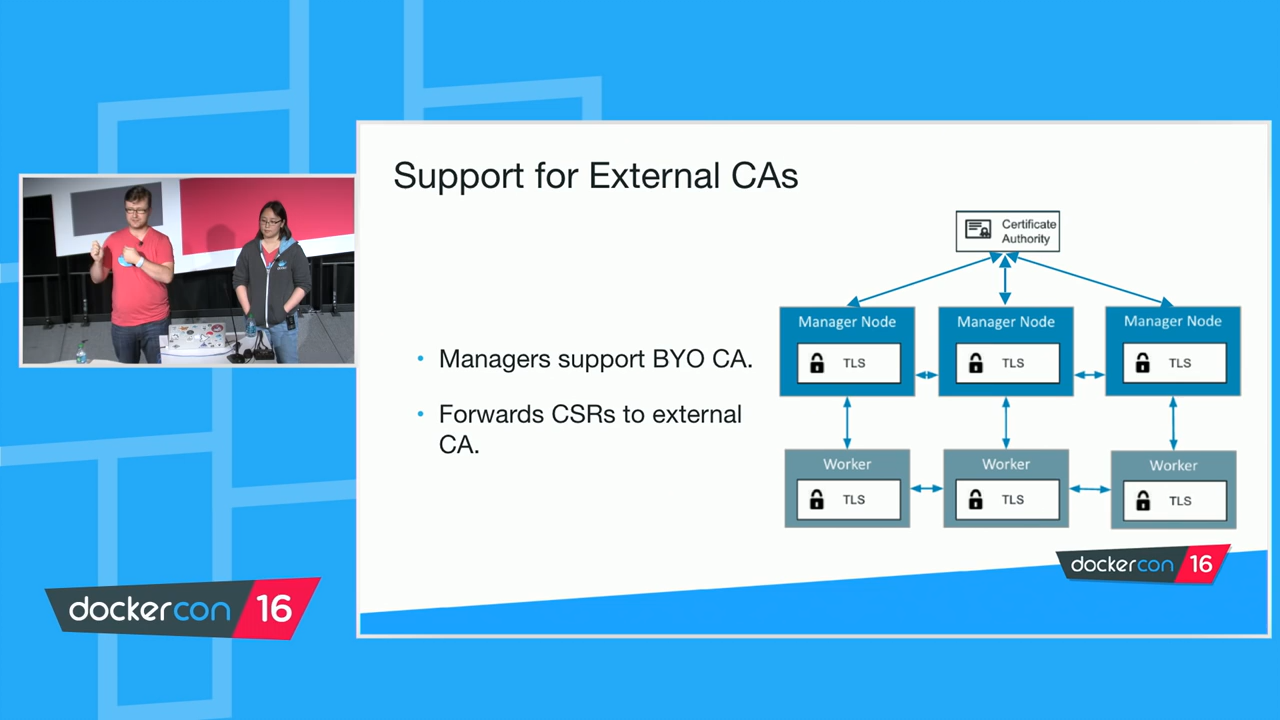 Support for External CAs
Certificate
Authority
Manager Node
Manager Node
Manager Node
TLS
TLS
TLS
• Managers support BYO CA.
• Forwards CSRs to external
CA.
Worker
Worker
Worker
TLS
TLS
TLS
dockercon 16
dockercon 16